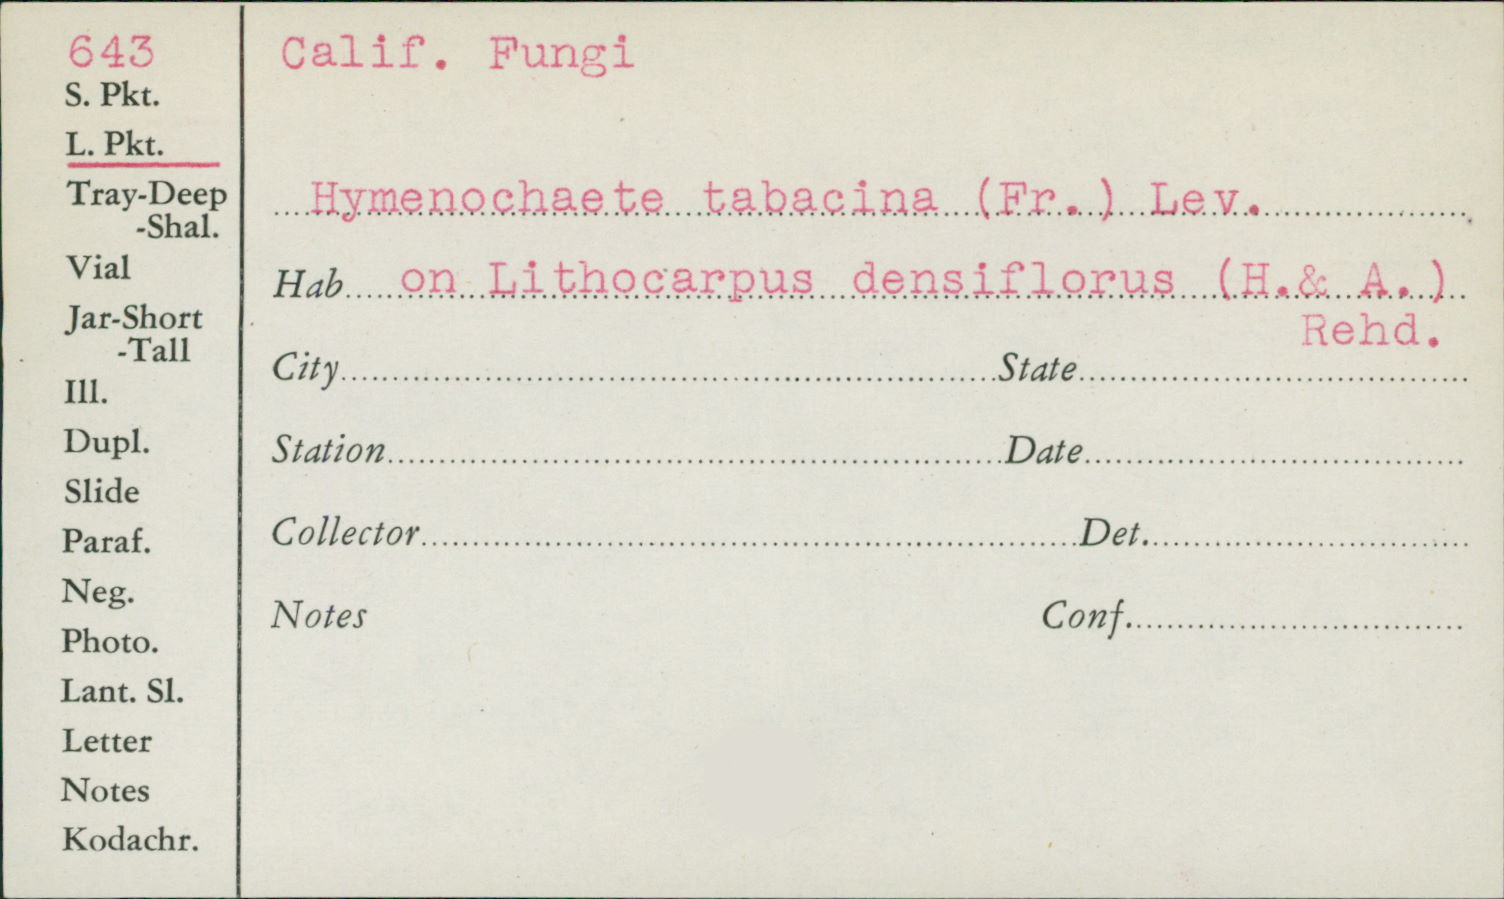 643
S. Pkt.
L. Pkt.
Tray-Deep
-Shal.
Vial
Jar-Short
-Tall
Ill.
Dupl.
Slide
Paraf.
Neg.
Photo.
Lant. Sl.
Letter
Notes
Kodachr.
Calif. Fungi
Hymenochaete tabacina (Fr.) Lev.
Hab on Lithocarpus densiflorus (H.& A.)
Rehd.
City State
Station Date
Collector Det.
Notes Conf.